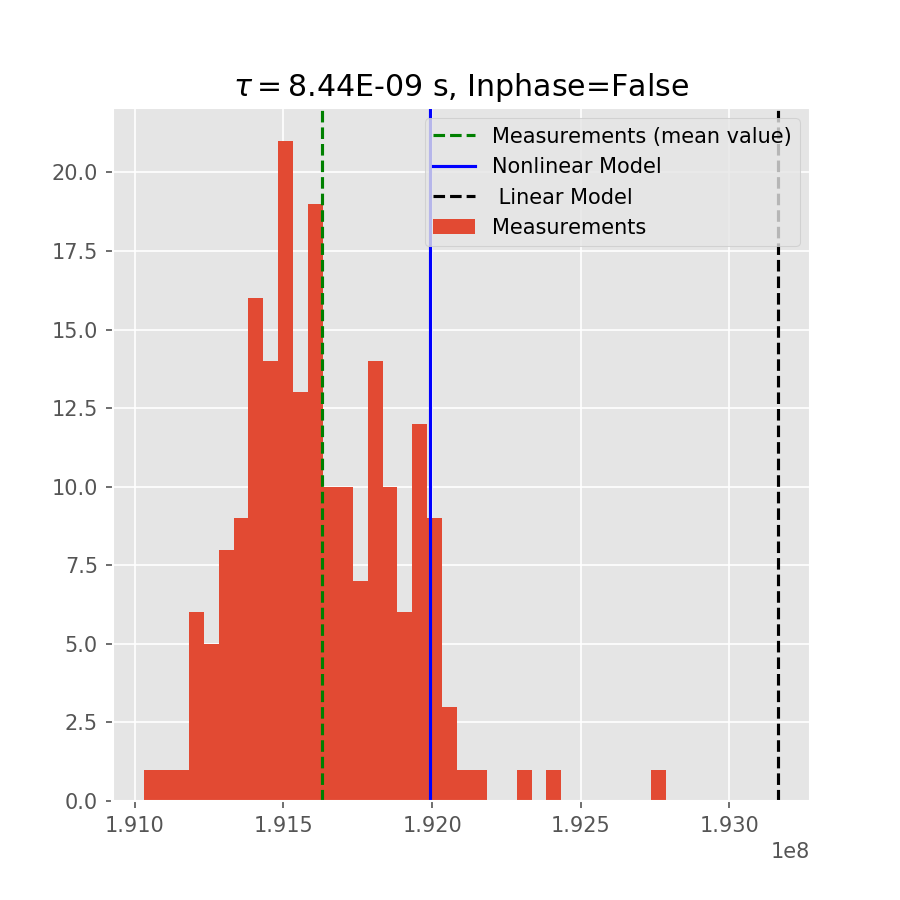 τ = 8.44E-09 s, Inphase=False
Measurements (mean value)
Nonlinear Model
Linear Model
Measurements
20.0
17.5
15.0
12.5
10.0
7.5
5.0
2.5
0.0
1.910 1.915 1.920 1.925 1.930
1e8